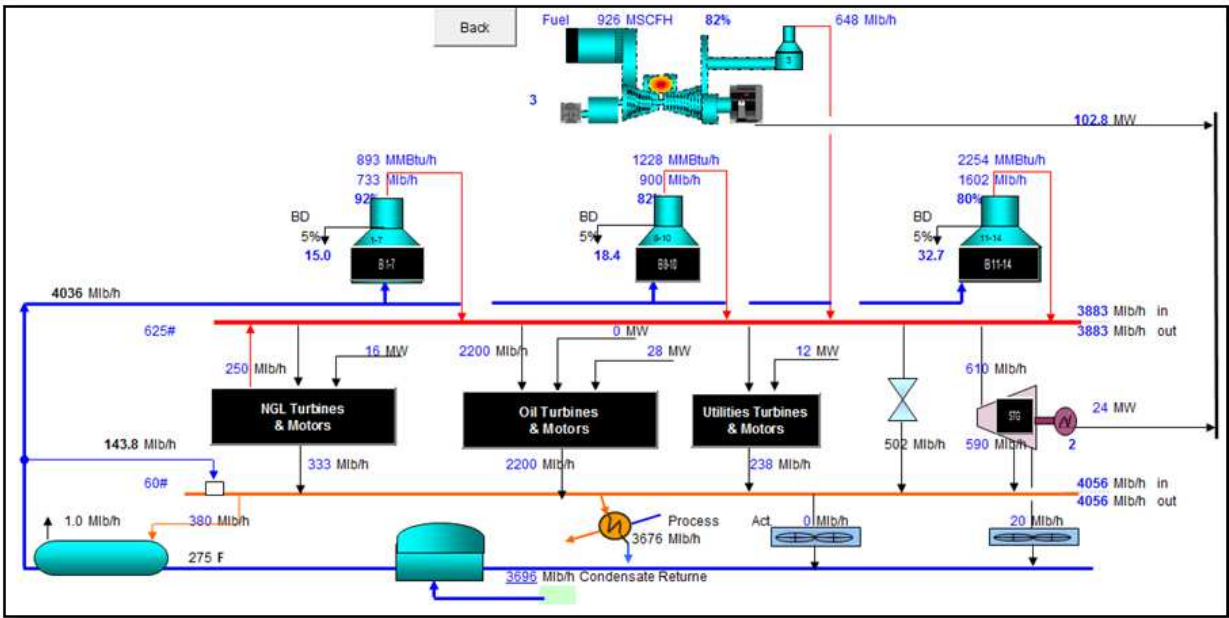 Back
Fuel 926 MSCFH 82% 648 Mlb/h
3
3
102.8 MW
893 MMBtu/h 1228 MMBtu/h 2254 MMBtu/h
733 Mlb/h 900 Mlb/h 1602 Mlb/h
92% 82% 80%
BD BD BD
5% 5% 5%
15.0 18.4 32.7
1-7 11-14
B1-7 B11-14
4036 Mlb/h
3883 Mlb/h in
625# 3883 Mlb/h out
0 MW
16 MW 2200 Mlb/h 28 MW 12 MW
250 Mlb/h 610 Mlb/h
NGL Turbines Oil Turbines Utilities Turbines
& Motors & Motors & Motors
STG 24 MW
143.8 Mlb/h 502 Mlb/h 590 Mlb/h 2
333 Mlb/h 2200 Mlb/h 238 Mlb/h
60# 4056 Mlb/h in
4056 Mlb/h out
1.0 Mlb/h 380 Mlb/h Process Act. 0 Mlb/h 20 Mlb/h
3676 Mlb/h
275 F
3696 Mlb/h Condensate Returne